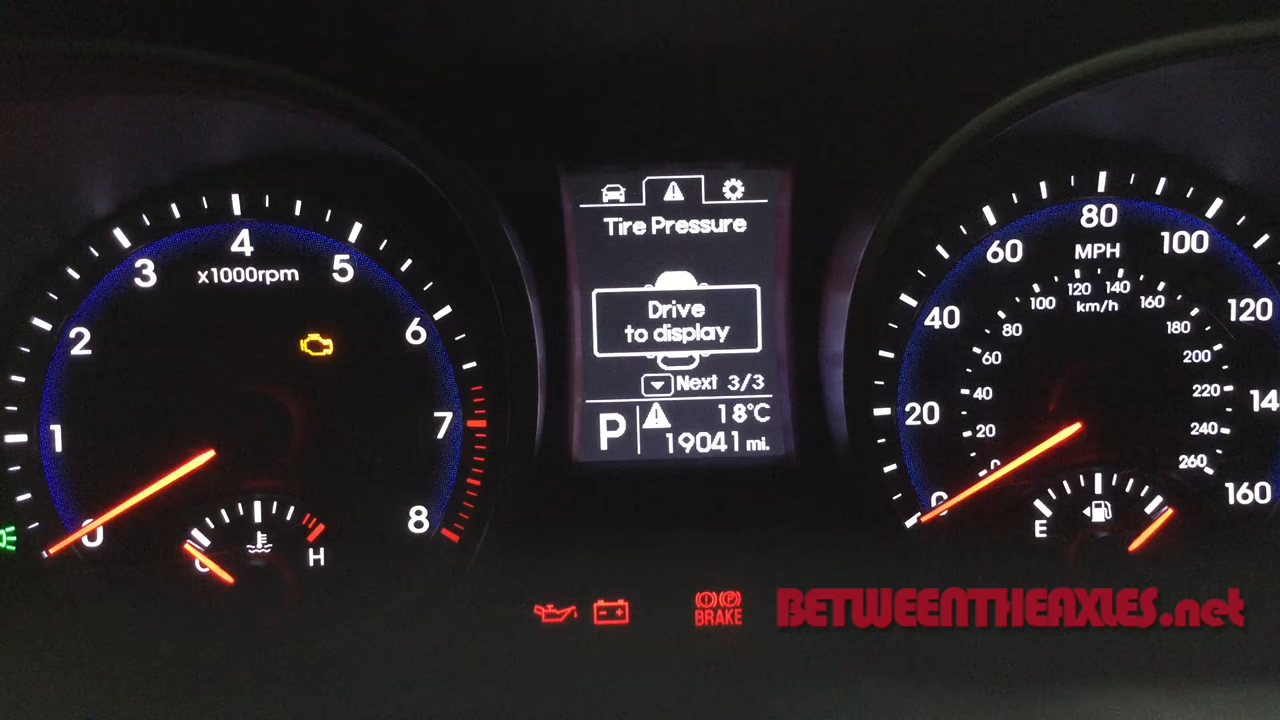 0
1
2
3
4
5
6
7
8
x1000rpm
C
H
Tire Pressure
Drive
to display
Next 3/3
P
18°C
19041 mi.
0
20
40
60
80
100
120
14
160
MPH
0
20
40
60
80
100
120
140
160
180
200
220
240
260
km/h
E
P
BRAKE
BETWEENTHEAXLES.net